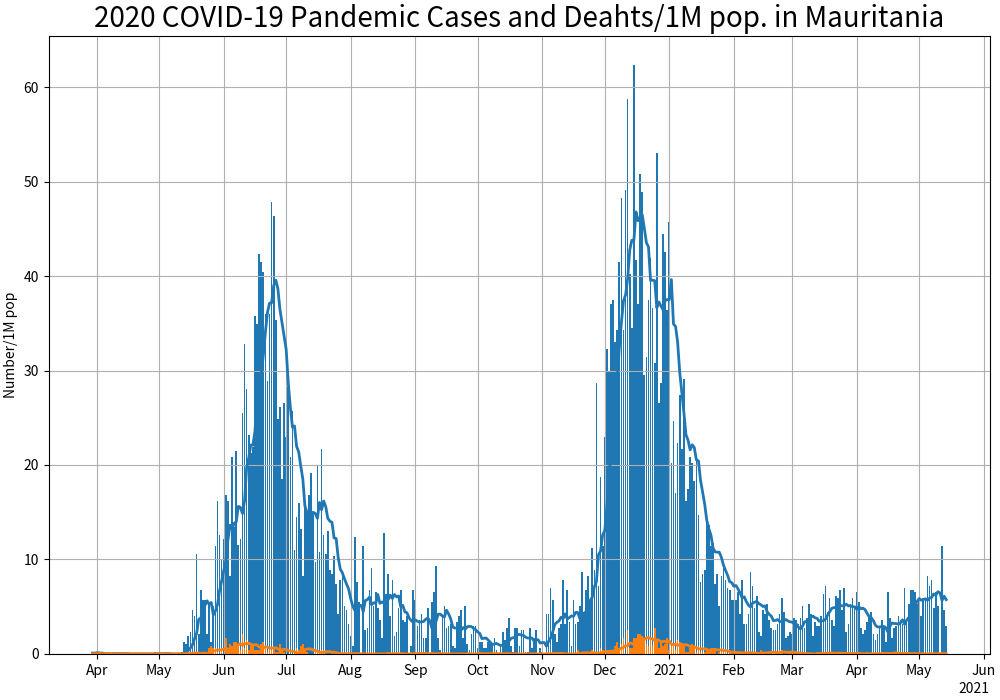 2020 COVID-19 Pandemic Cases and Deahts/1M pop. in Mauritania
Number/1M pop
60
50
40
30
20
10
0
Apr May Jun Jul Aug Sep Oct Nov Dec 2021 Feb Mar Apr May Jun
2021